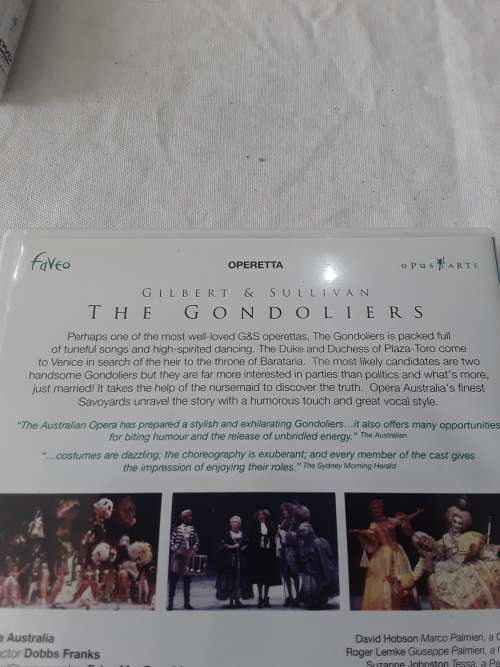 DVD
faveo
OPERETTA
OPUS ARTE
GILBERT & SULLIVAN
THE GONDOLIERS
Perhaps one of the most well-loved G&S operettas, The Gondoliers is packed full
of tuneful songs and high-spirited dancing. The Duke and Duchess of Plaza-Toro come
to Venice in search of the heir to the throne of Barataria. The most likely candidates are two
handsome Gondoliers but they are far more interested in parties than politics and what's more,
just married! It takes the help of the nursemaid to discover the truth. Opera Australia's finest
Savoyards unravel the story with a humorous touch and great vocal style.
"The Australian Opera has prepared a stylish and exhilarating Gondoliers...it also offers many opportunities
for biting humour and the release of unbridled energy." The Australian
"...costumes are dazzling; the choreography is exuberant; and every member of the cast gives
the impression of enjoying their roles." The Sydney Morning Herald
a Australia
David Hobson Marco Palmieri, a G
ctor Dobbs Franks
Roger Lemke Giuseppe Palmieri, a G
Suzanne Johnston Tessa, a